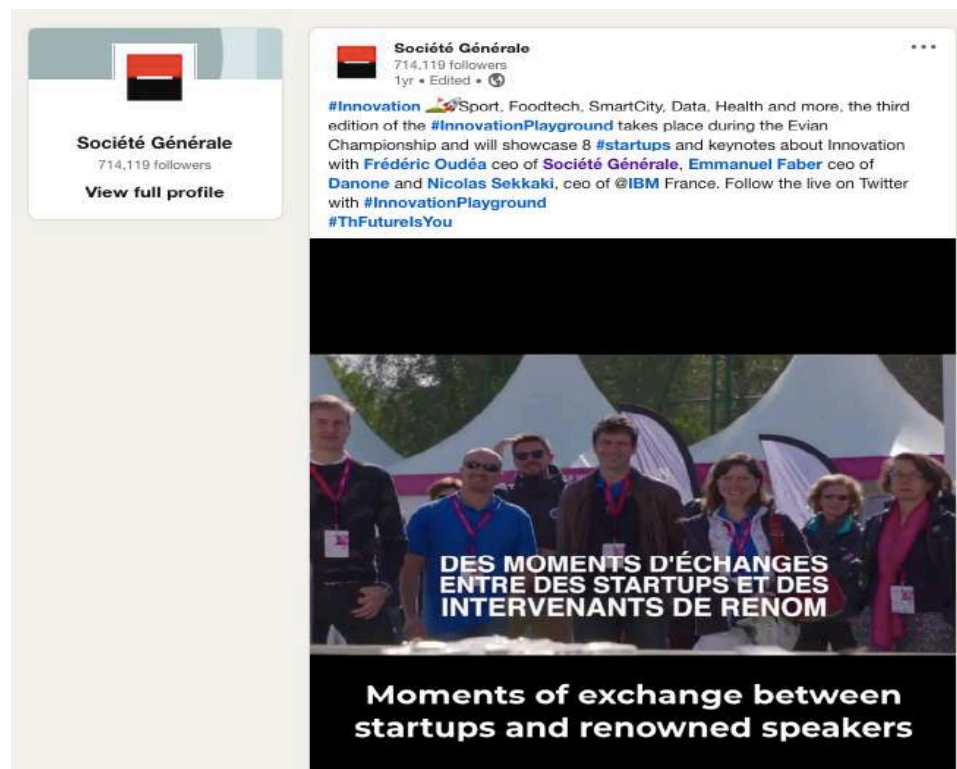 Société Générale
714,119 followers
View full profile
Société Générale
714,119 followers
1yr • Edited •
#Innovation Sport, Foodtech, SmartCity, Data, Health and more, the third
edition of the #InnovationPlayground takes place during the Evian
Championship and will showcase 8 #startups and keynotes about Innovation
with Frédéric Oudéa ceo of Société Générale, Emmanuel Faber ceo of
Danone and Nicolas Sekkaki, ceo of @IBM France. Follow the live on Twitter
with #InnovationPlayground
#ThFutureIsYou
DES MOMENTS D'ÉCHANGES
ENTRE DES STARTUPS ET DES
INTERVENANTS DE RENOM
Moments of exchange between
startups and renowned speakers